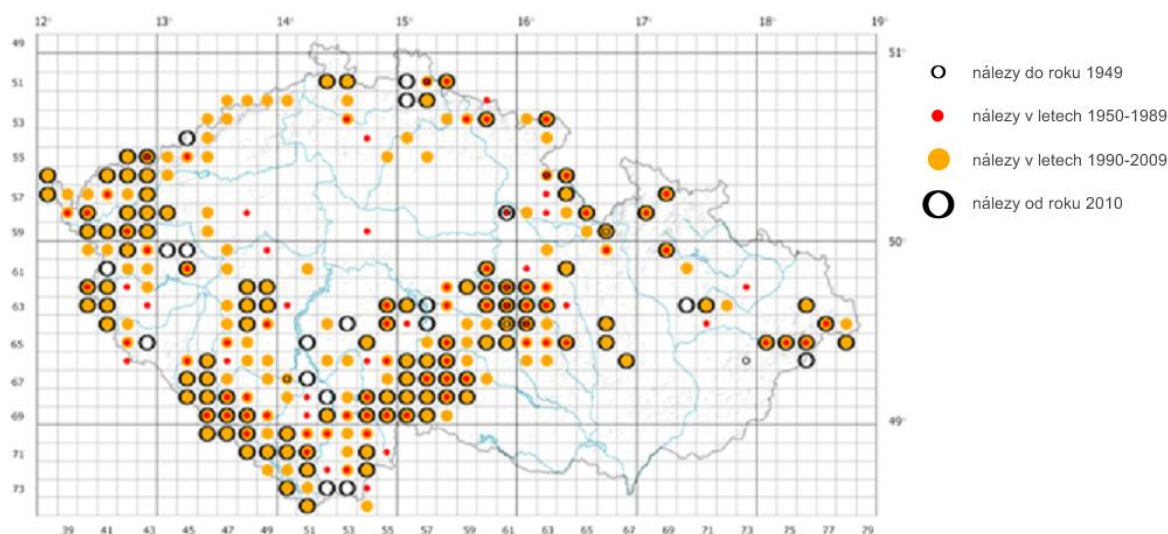 12° 13° 14° 15° 16° 17° 18° 19°
49
51 51°
53
55
57
59 50°
61
63
65
67
69 49°
71
73
39 41 43 45 47 49 51 53 55 57 59 61 63 65 67 69 71 73 75 77 79
nálezy do roku 1949
nálezy v letech 1950-1989
nálezy v letech 1990-2009
nálezy od roku 2010